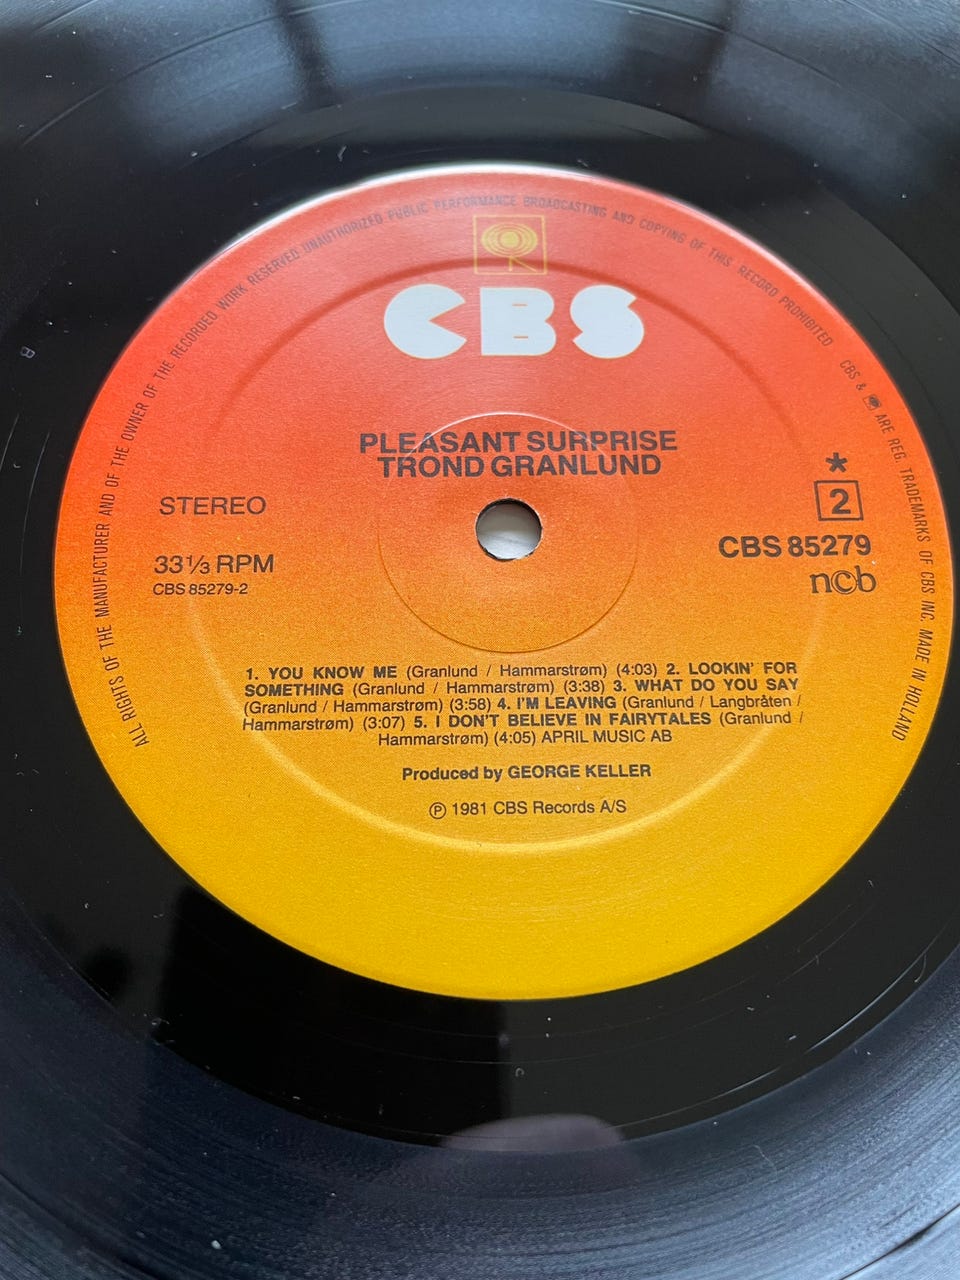 ALL RIGHTS OF THE MANUFACTURER AND OF THE OWNER OF THE RECORDED WORK RESERVED UNAUTHORIZED PUBLIC PERFORMANCE BROADCASTING AND COPYING OF THIS RECORD PROHIBITED CBS & ARE REG. TRADEMARKS OF CBS INC. MADE IN HOLLAND
CBS
PLEASANT SURPRISE
TROND GRANLUND
STEREO
33⅓ RPM
CBS 85279-2
*
2
CBS 85279
ncb
1. YOU KNOW ME (Granlund / Hammarstrøm) (4:03) 2. LOOKIN' FOR
SOMETHING (Granlund / Hammarstrøm) (3:38) 3. WHAT DO YOU SAY
(Granlund / Hammarstrøm) (3:58) 4. I'M LEAVING (Granlund / Langbråten /
Hammarstrøm) (3:07) 5. I DON'T BELIEVE IN FAIRYTALES (Granlund /
Hammarstrøm) (4:05) APRIL MUSIC AB
Produced by GEORGE KELLER
℗ 1981 CBS Records A/S